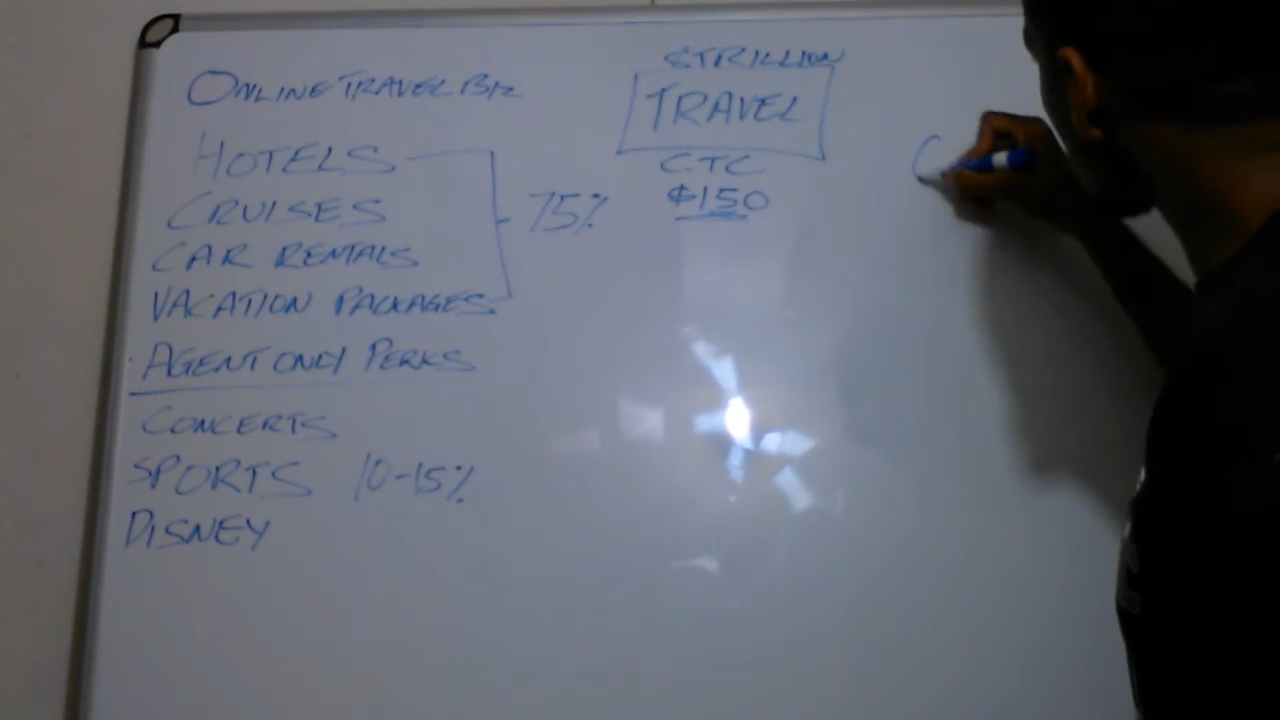 ONLINE TRAVEL BIZ
HOTELS
CRUISES
CAR RENTALS
VACATION PACKAGES
75%
AGENT ONLY PERKS
CONCERTS
SPORTS 10-15%
DISNEY
TRILLION
TRAVEL
CTC
$150
C